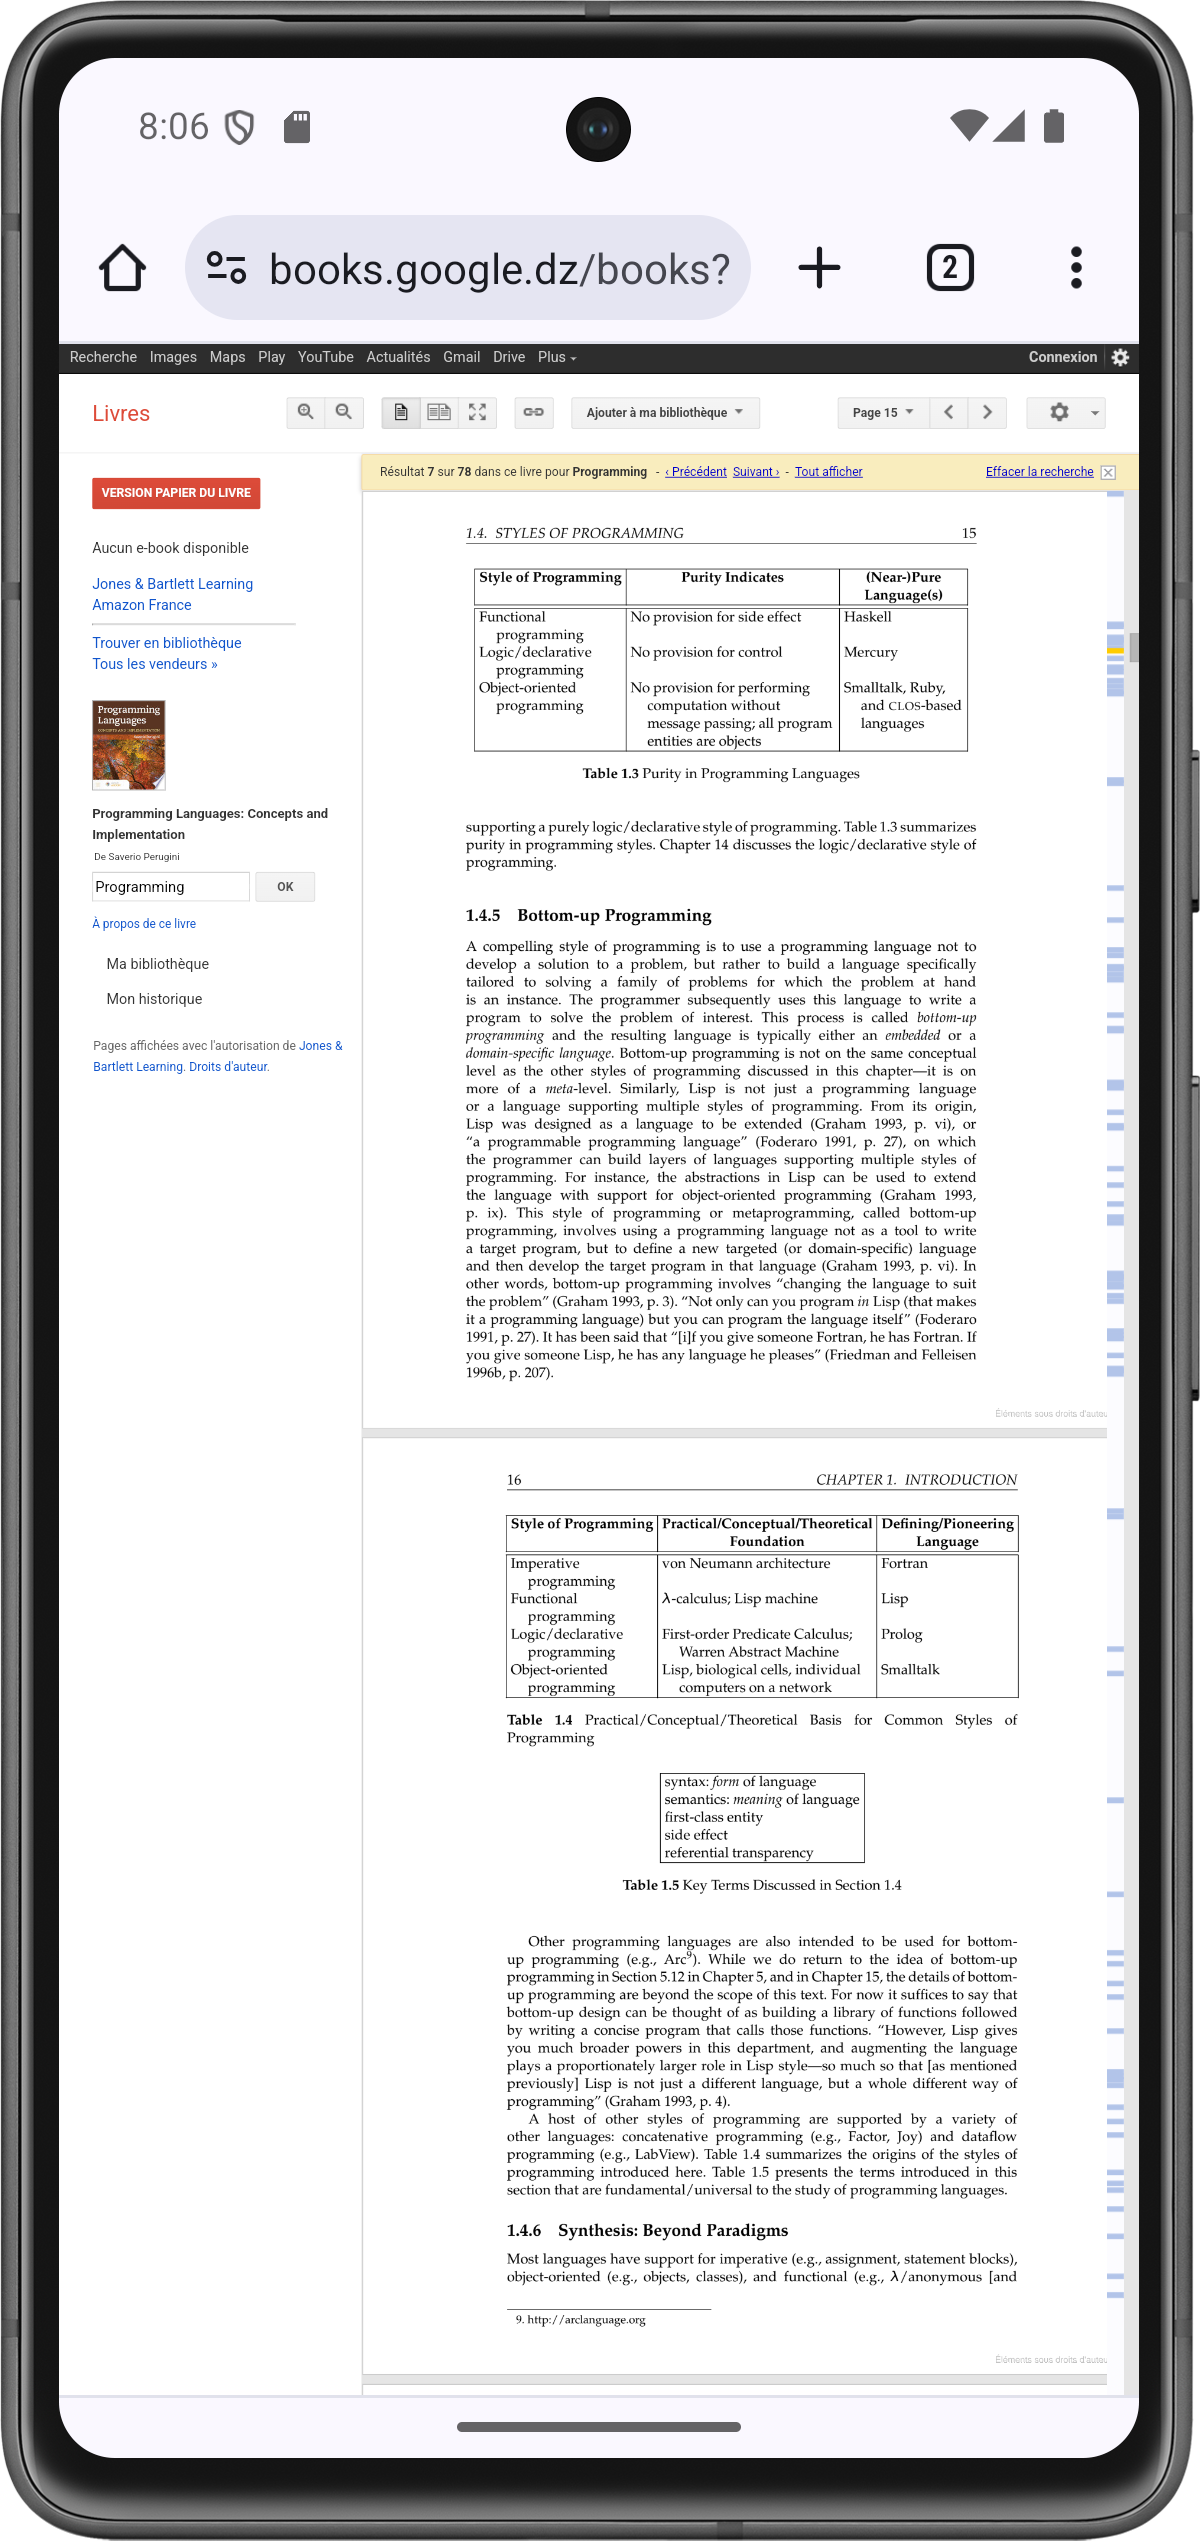 8:06
books.google.dz/books?
2
Recherche Images Maps Play YouTube Actualités Gmail Drive Plus
Connexion
Livres
Ajouter à ma bibliothèque
Page 15
Résultat 7 sur 78 dans ce livre pour Programming - ‹ Précédent Suivant › - Tout afficher
Effacer la recherche
VERSION PAPIER DU LIVRE
Aucun e-book disponible
Jones & Bartlett Learning
Amazon France
Trouver en bibliothèque
Tous les vendeurs »
Programming
Languages
Programming Languages: Concepts and
Implementation
De Saverio Perugini
Programming
OK
À propos de ce livre
Ma bibliothèque
Mon historique
Pages affichées avec l'autorisation de Jones &
Bartlett Learning. Droits d'auteur.
1.4. STYLES OF PROGRAMMING 15
Style of Programming Purity Indicates (Near-)Pure
Language(s)
Functional No provision for side effect Haskell
programming
Logic/declarative No provision for control Mercury
programming
Object-oriented No provision for performing Smalltalk, Ruby,
programming computation without and CLOS-based
message passing; all program languages
entities are objects
Table 1.3 Purity in Programming Languages
supporting a purely logic/declarative style of programming. Table 1.3 summarizes
purity in programming styles. Chapter 14 discusses the logic/declarative style of
programming.
1.4.5 Bottom-up Programming
A compelling style of programming is to use a programming language not to
develop a solution to a problem, but rather to build a language specifically
tailored to solving a family of problems for which the problem at hand
is an instance. The programmer subsequently uses this language to write a
program to solve the problem of interest. This process is called bottom-up
programming and the resulting language is typically either an embedded or a
domain-specific language. Bottom-up programming is not on the same conceptual
level as the other styles of programming discussed in this chapter—it is on
more of a meta-level. Similarly, Lisp is not just a programming language
or a language supporting multiple styles of programming. From its origin,
Lisp was designed as a language to be extended (Graham 1993, p. vi), or
“a programmable programming language” (Foderaro 1991, p. 27), on which
the programmer can build layers of languages supporting multiple styles of
programming. For instance, the abstractions in Lisp can be used to extend
the language with support for object-oriented programming (Graham 1993,
p. ix). This style of programming or metaprogramming, called bottom-up
programming, involves using a programming language not as a tool to write
a target program, but to define a new targeted (or domain-specific) language
and then develop the target program in that language (Graham 1993, p. vi). In
other words, bottom-up programming involves “changing the language to suit
the problem” (Graham 1993, p. 3). “Not only can you program in Lisp (that makes
it a programming language) but you can program the language itself” (Foderaro
1991, p. 27). It has been said that “[i]f you give someone Fortran, he has Fortran. If
you give someone Lisp, he has any language he pleases” (Friedman and Felleisen
1996b, p. 207).
Éléments sous droits d'auteu
16 CHAPTER 1. INTRODUCTION
Style of Programming Practical/Conceptual/Theoretical Defining/Pioneering
Foundation Language
Imperative von Neumann architecture Fortran
programming
Functional λ-calculus; Lisp machine Lisp
programming
Logic/declarative First-order Predicate Calculus; Prolog
programming Warren Abstract Machine
Object-oriented Lisp, biological cells, individual Smalltalk
programming computers on a network
Table 1.4 Practical/Conceptual/Theoretical Basis for Common Styles of
Programming
syntax: form of language
semantics: meaning of language
first-class entity
side effect
referential transparency
Table 1.5 Key Terms Discussed in Section 1.4
Other programming languages are also intended to be used for bottom-
up programming (e.g., Arc⁹). While we do return to the idea of bottom-up
programming in Section 5.12 in Chapter 5, and in Chapter 15, the details of bottom-
up programming are beyond the scope of this text. For now it suffices to say that
bottom-up design can be thought of as building a library of functions followed
by writing a concise program that calls those functions. “However, Lisp gives
you much broader powers in this department, and augmenting the language
plays a proportionately larger role in Lisp style—so much so that [as mentioned
previously] Lisp is not just a different language, but a whole different way of
programming” (Graham 1993, p. 4).
A host of other styles of programming are supported by a variety of
other languages: concatenative programming (e.g., Factor, Joy) and dataflow
programming (e.g., LabView). Table 1.4 summarizes the origins of the styles of
programming introduced here. Table 1.5 presents the terms introduced in this
section that are fundamental/universal to the study of programming languages.
1.4.6 Synthesis: Beyond Paradigms
Most languages have support for imperative (e.g., assignment, statement blocks),
object-oriented (e.g., objects, classes), and functional (e.g., λ/anonymous [and
9. http://arclanguage.org
Éléments sous droits d'auteu